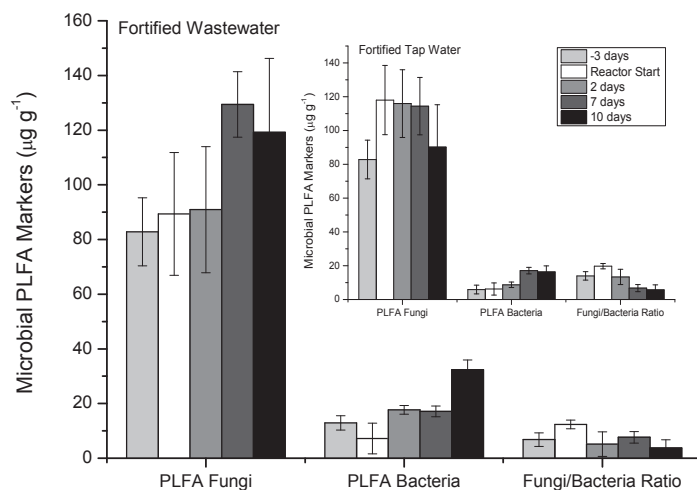 Fortified Wastewater
Microbial PLFA Markers (µg g⁻¹)
160
140
120
100
80
60
40
20
0
PLFA Fungi
PLFA Bacteria
Fungi/Bacteria Ratio
Fortified Tap Water
Microbial PLFA Markers (µg g⁻¹)
140
120
100
80
60
40
20
0
PLFA Fungi
PLFA Bacteria
Fungi/Bacteria Ratio
-3 days
Reactor Start
2 days
7 days
10 days